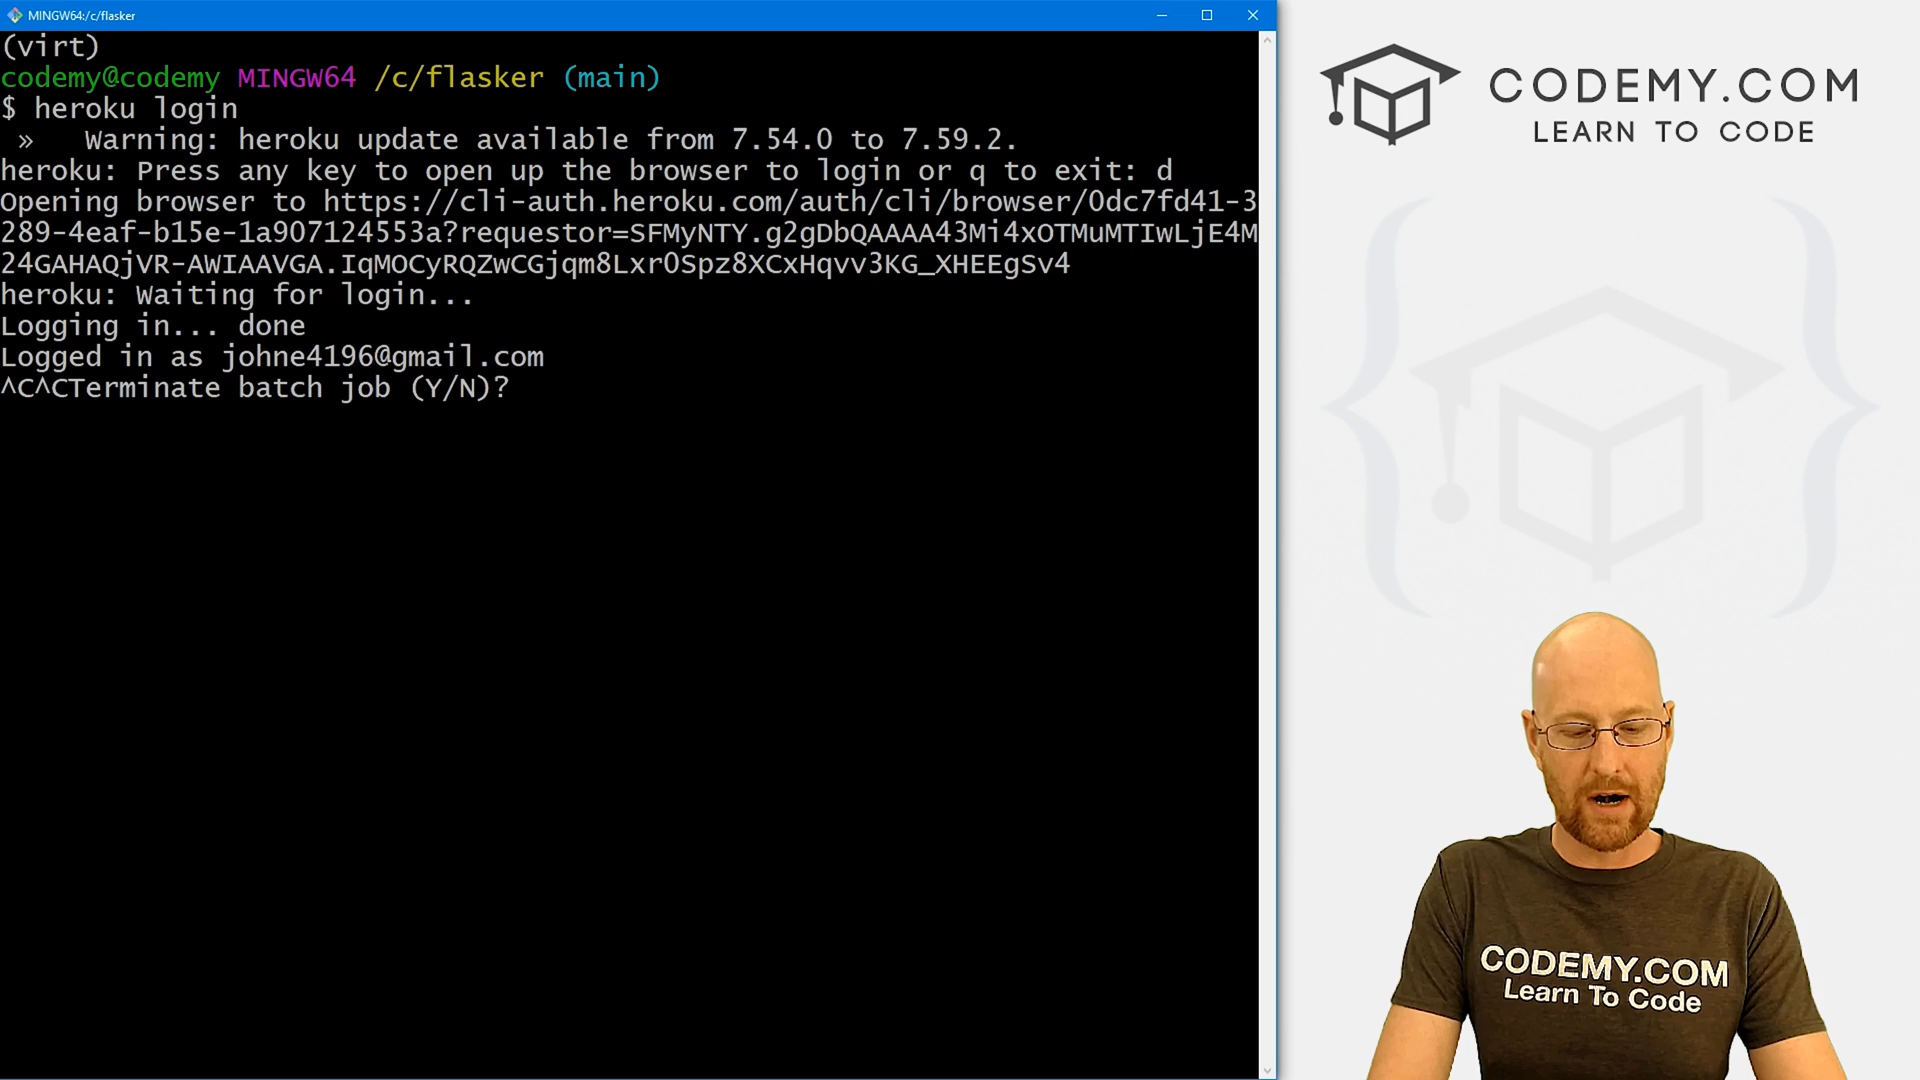 MINGW64:/c/flasker
(virt)
codemy@codemy MINGW64 /c/flasker (main)
$ heroku login
»   Warning: heroku update available from 7.54.0 to 7.59.2.
heroku: Press any key to open up the browser to login or q to exit: d
Opening browser to https://cli-auth.heroku.com/auth/cli/browser/0dc7fd41-3
289-4eaf-b15e-1a907124553a?requestor=SFMyNTY.g2gDbQAAAA43Mi4xOTMuMTIwLjE4M
24GAHAQjVR-AWIAAVGA.IqMOCyRQZwCGjqm8Lxr0Spz8XCxHqvv3KG_XHEEgSv4
heroku: Waiting for login...
Logging in... done
Logged in as johne4196@gmail.com
^C^CTerminate batch job (Y/N)?
CODEMY.COM
LEARN TO CODE
CODEMY.COM
Learn To Code